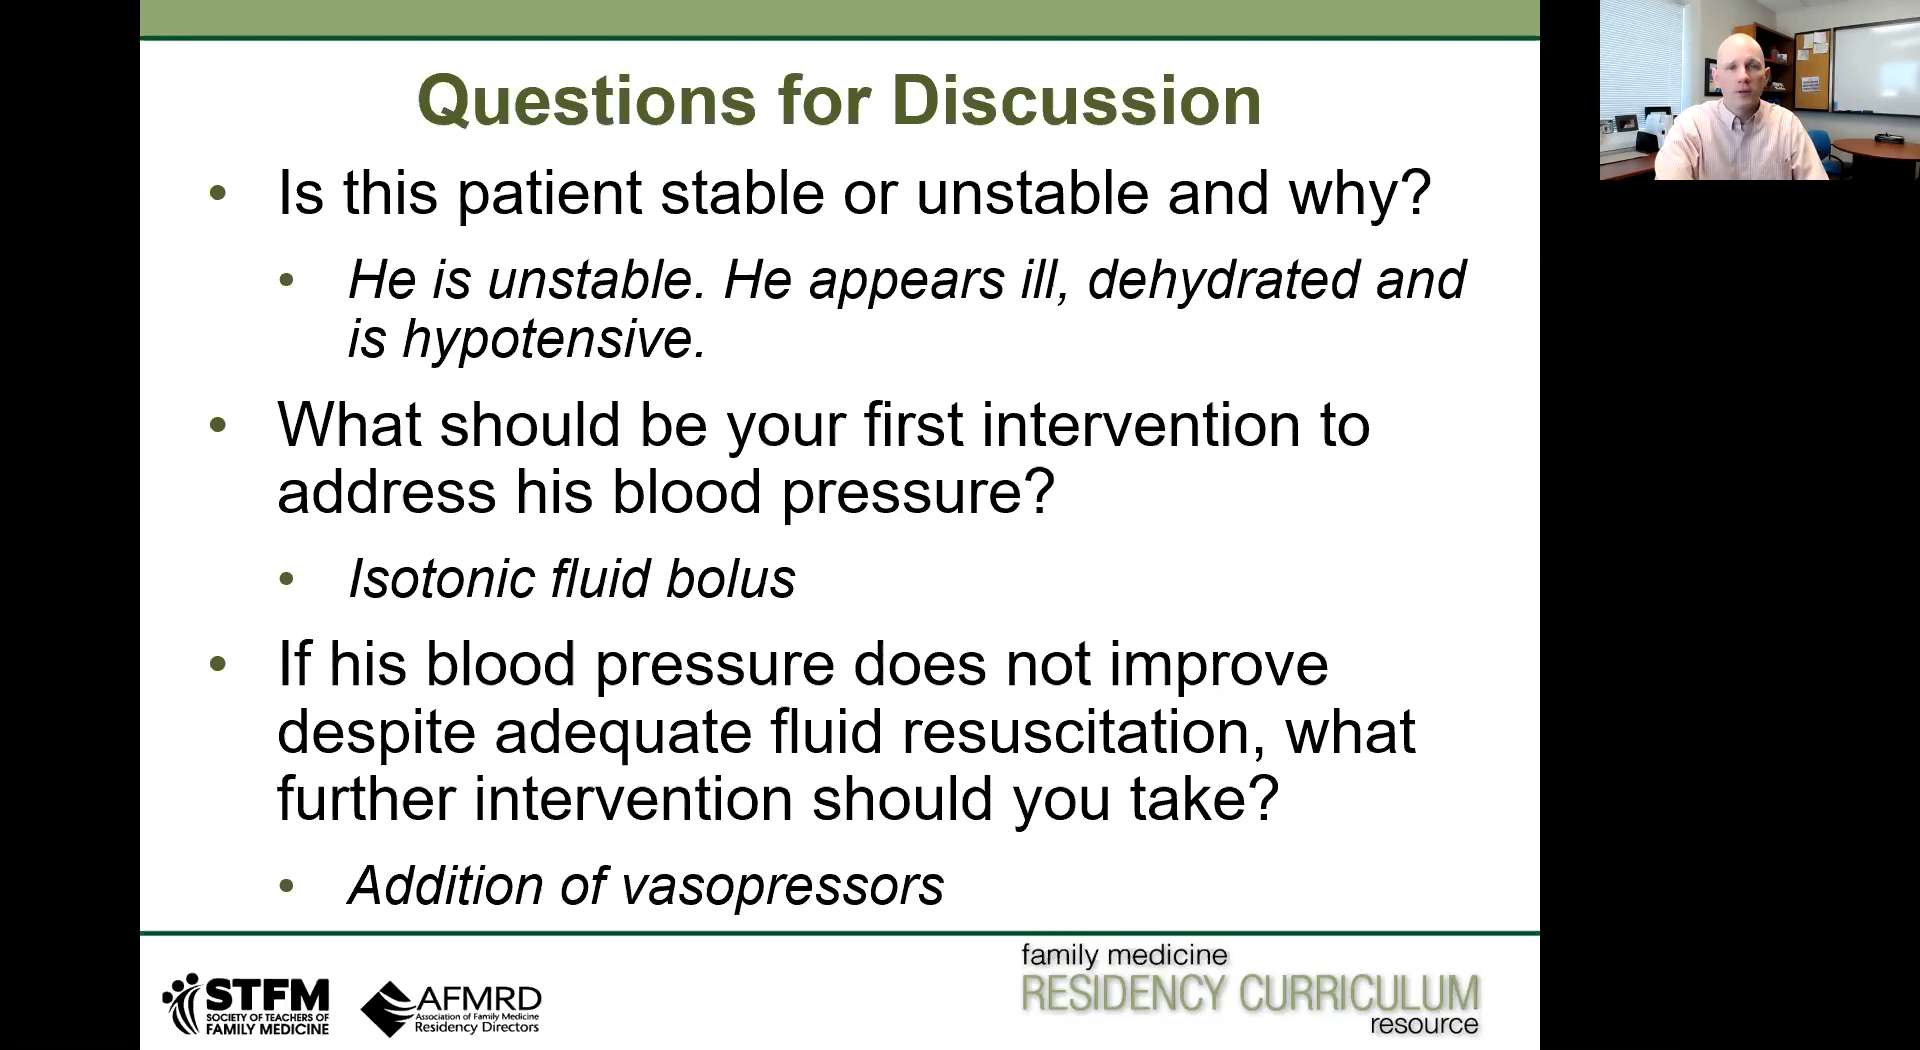 Questions for Discussion
• Is this patient stable or unstable and why?
• He is unstable. He appears ill, dehydrated and
is hypotensive.
• What should be your first intervention to
address his blood pressure?
• Isotonic fluid bolus
• If his blood pressure does not improve
despite adequate fluid resuscitation, what
further intervention should you take?
• Addition of vasopressors
STFM
SOCIETY OF TEACHERS OF
FAMILY MEDICINE
AFMRD
Association of Family Medicine
Residency Directors
family medicine
RESIDENCY CURRICULUM
resource